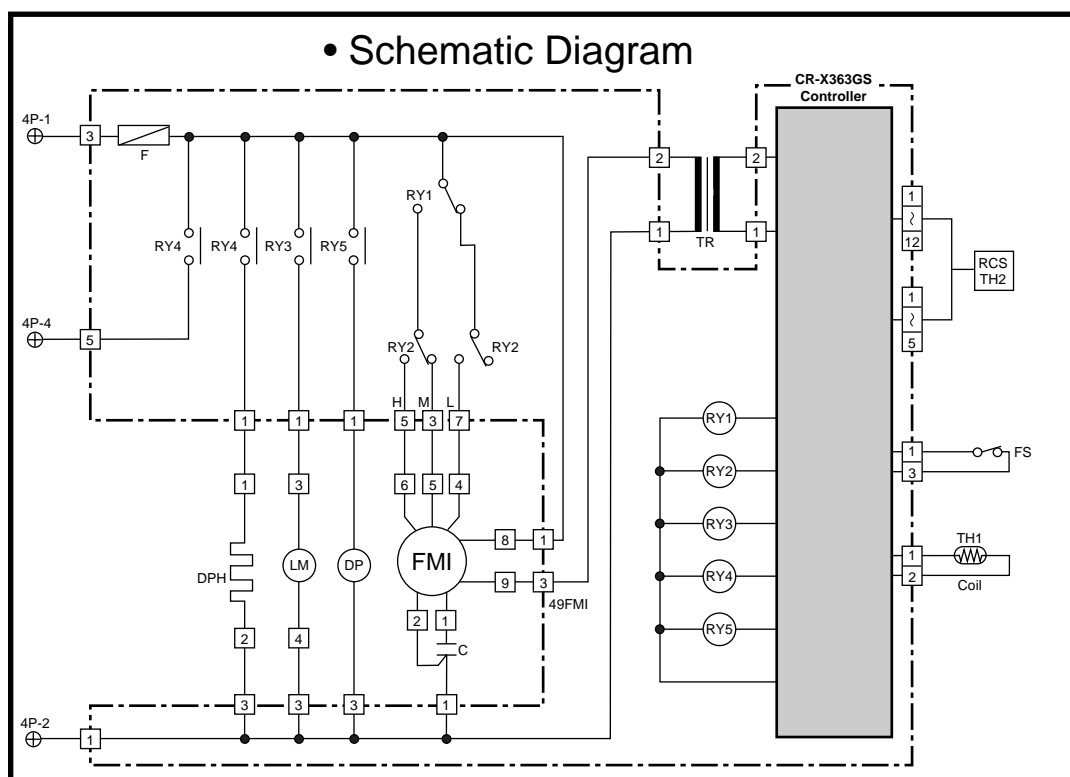 • Schematic Diagram
CR-X363GS
Controller
4P-1
3
F
2
2
1
1
TR
RY1
RY4
RY4
RY3
RY5
1
~
12
RCS
TH2
1
~
5
4P-4
5
RY2
RY2
H
M
L
1
1
1
5
3
7
1
3
6
5
4
RY1
RY2
RY3
RY4
RY5
1
3
FS
FMI
8
1
9
3
49FMI
DPH
LM
DP
TH1
1
2
Coil
2
1
C
2
4
3
3
3
1
4P-2
1